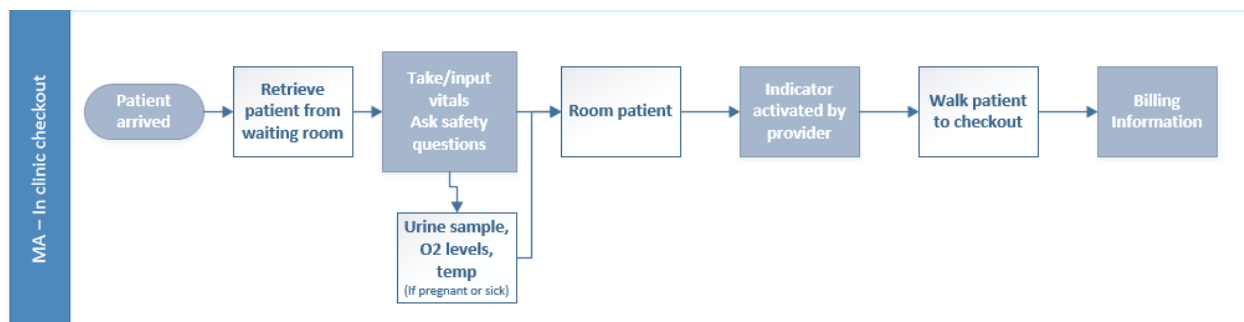 MA – In clinic checkout
Patient
arrived
Retrieve
patient from
waiting room
Take/input
vitals
Ask safety
questions
Urine sample,
O2 levels,
temp
(If pregnant or sick)
Room patient
Indicator
activated by
provider
Walk patient
to checkout
Billing
Information